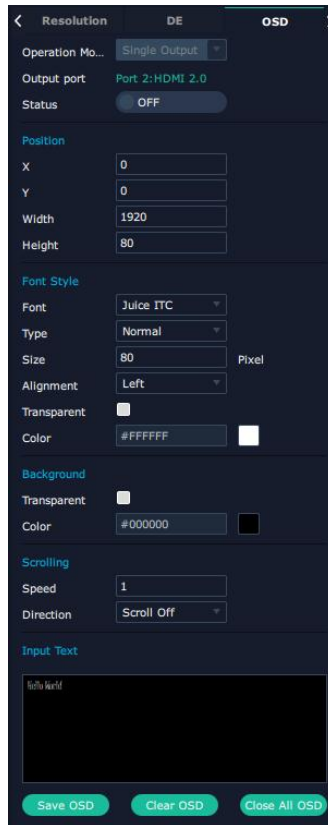 Resolution DE OSD
Operation Mo... Single Output
Output port Port 2:HDMI 2.0
Status OFF
Position
X 0
Y 0
Width 1920
Height 80
Font Style
Font Juice ITC
Type Normal
Size 80 Pixel
Alignment Left
Transparent
Color #FFFFFF
Background
Transparent
Color #000000
Scrolling
Speed 1
Direction Scroll Off
Input Text
Hello World
Save OSD Clear OSD Close All OSD